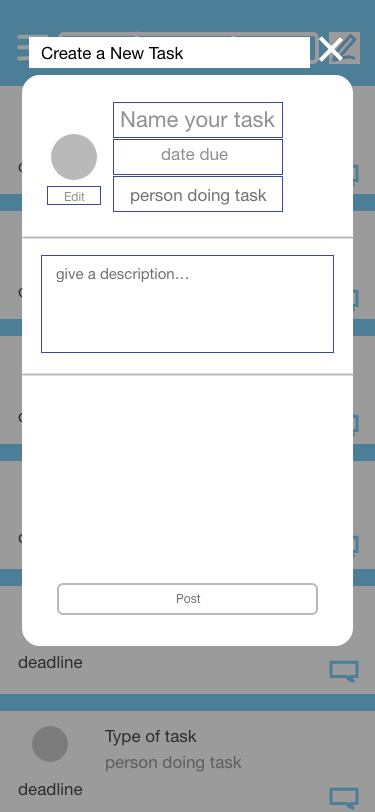 Create a New Task
Name your task
date due
Edit
person doing task
give a description...
Post
deadline
Type of task
person doing task
deadline